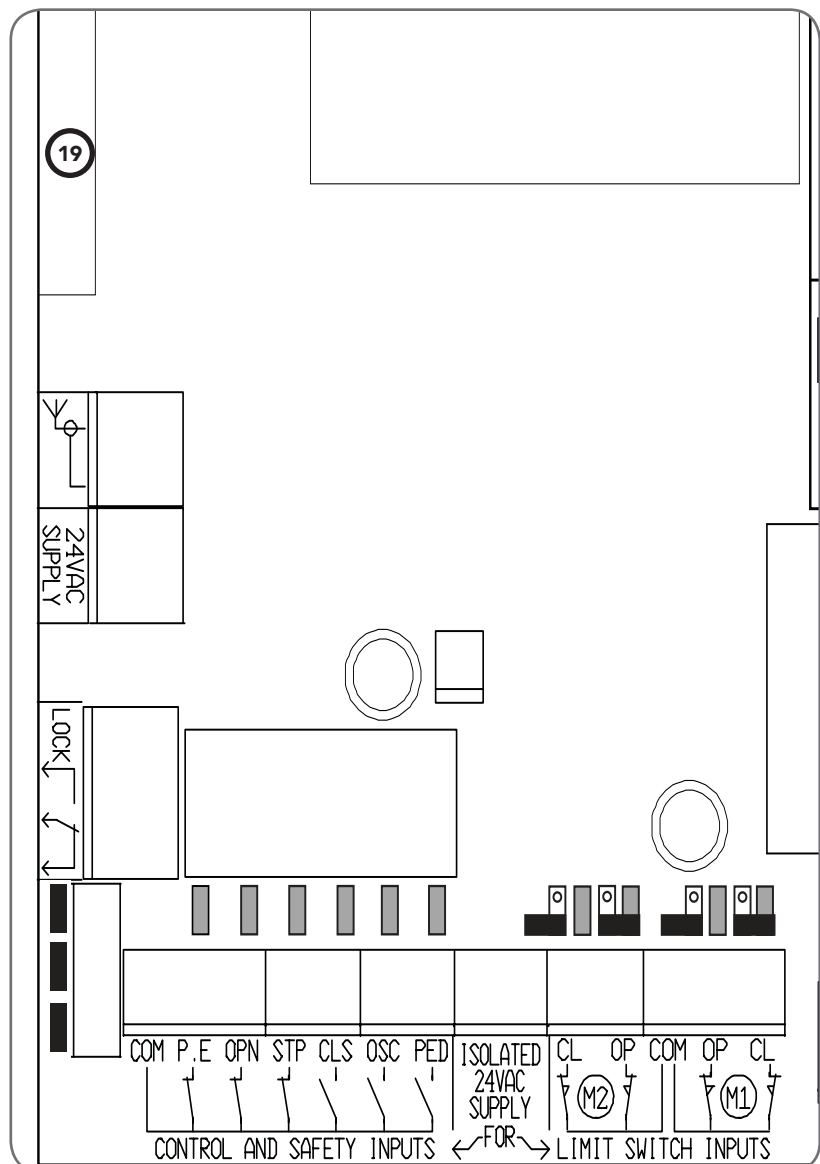 19
24VAC
SUPPLY
LOCK
COM P.E OPN STP CLS OSC PED
ISOLATED
24VAC
SUPPLY
FOR
CL OP COM OP CL
M2 M1
CONTROL AND SAFETY INPUTS
LIMIT SWITCH INPUTS